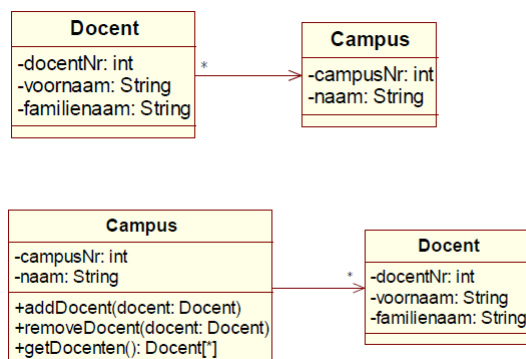 Docent
-docentNr: int
-voornaam: String
-familienaam: String
*
Campus
-campusNr: int
-naam: String
Campus
-campusNr: int
-naam: String
+addDocent(docent: Docent)
+removeDocent(docent: Docent)
+getDocenten(): Docent[*]
*
Docent
-docentNr: int
-voornaam: String
-familienaam: String